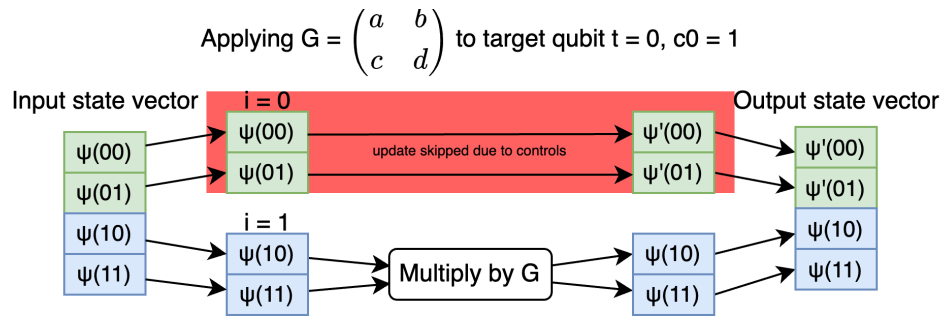 Applying G = (a b
c d) to target qubit t = 0, c0 = 1
Input state vector
i = 0
Output state vector
ψ(00)
ψ(01)
ψ(10)
ψ(11)
ψ(00)
ψ(01)
update skipped due to controls
ψ'(00)
ψ'(01)
i = 1
ψ(10)
ψ(11)
Multiply by G
ψ(10)
ψ(11)
ψ'(00)
ψ'(01)
ψ(10)
ψ(11)